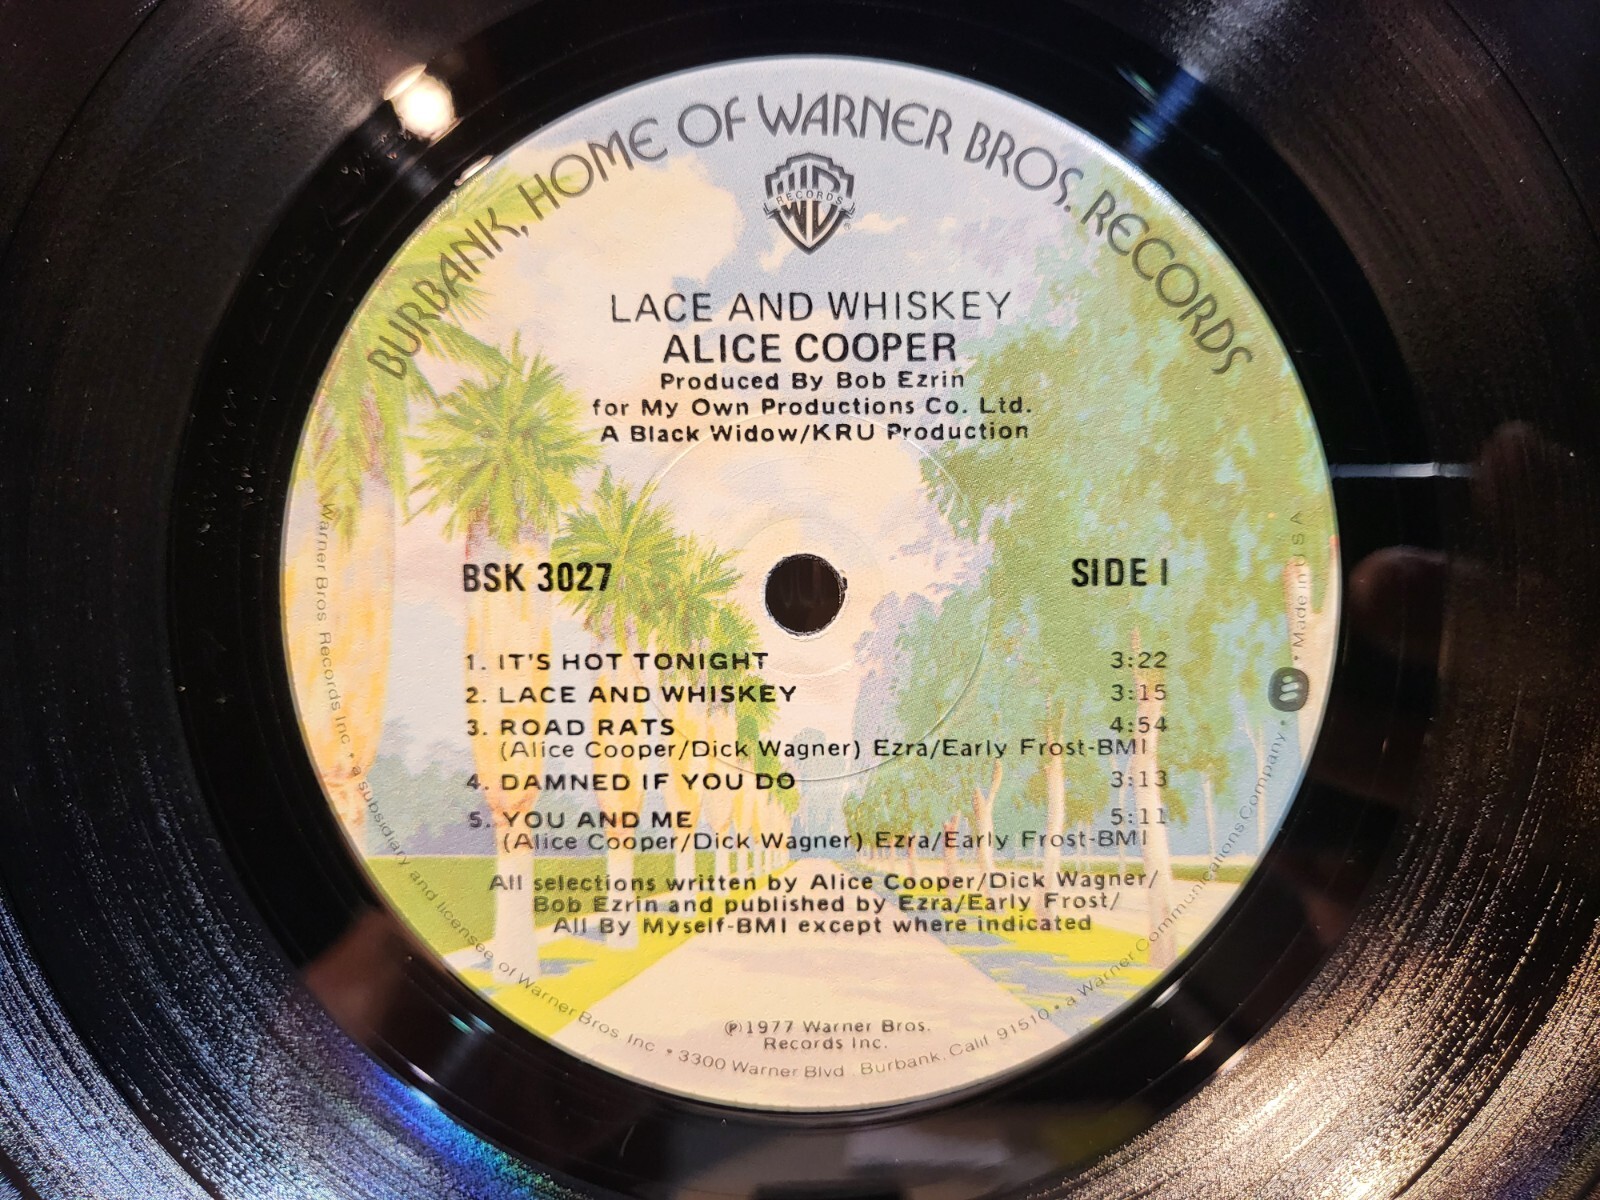 BURBANK, HOME OF WARNER BROS. RECORDS
WB
RECORDS
LACE AND WHISKEY
ALICE COOPER
Produced By Bob Ezrin
for My Own Productions Co. Ltd.
A Black Widow/KRU Production
BSK 3027
SIDE 1
1. IT'S HOT TONIGHT 3:22
2. LACE AND WHISKEY 3:15
3. ROAD RATS 4:54
(Alice Cooper/Dick Wagner) Ezra/Early Frost-BMI
4. DAMNED IF YOU DO 3:13
5. YOU AND ME 5:11
(Alice Cooper/Dick Wagner) Ezra/Early Frost-BMI
All selections written by Alice Cooper/Dick Wagner/
Bob Ezrin and published by Ezra/Early Frost/
All By Myself-BMI except where indicated
℗1977 Warner Bros.
Records Inc.
Warner Bros. Records Inc. • a subsidiary and licensee of Warner Bros. Inc. • 3300 Warner Blvd., Burbank, Calif. 91510 • a Warner Communications Company • Made in U.S.A.